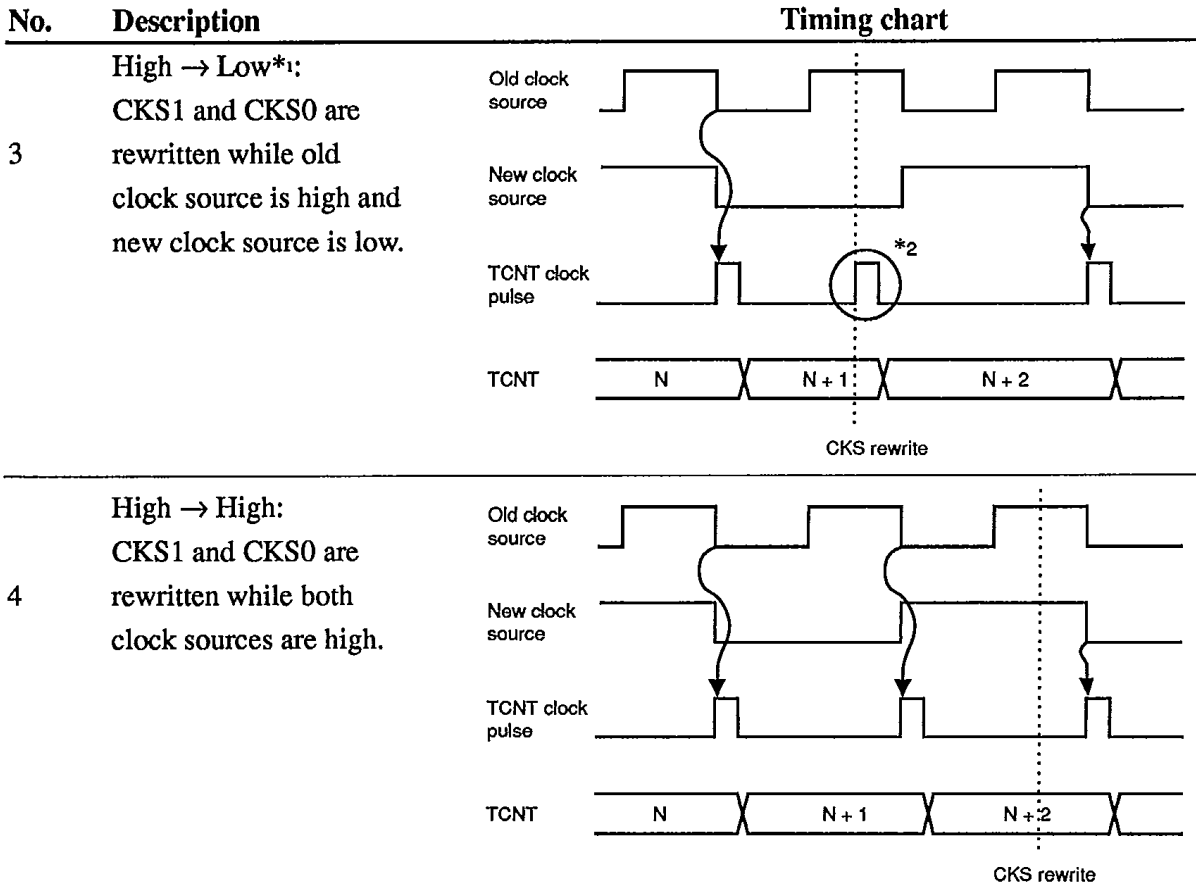 No. Description Timing chart
3
High → Low*1:
CKS1 and CKS0 are
rewritten while old
clock source is high and
new clock source is low.
Old clock
source
New clock
source
TCNT clock
pulse
*2
TCNT N N + 1 N + 2
CKS rewrite
4
High → High:
CKS1 and CKS0 are
rewritten while both
clock sources are high.
Old clock
source
New clock
source
TCNT clock
pulse
TCNT N N + 1 N + 2
CKS rewrite